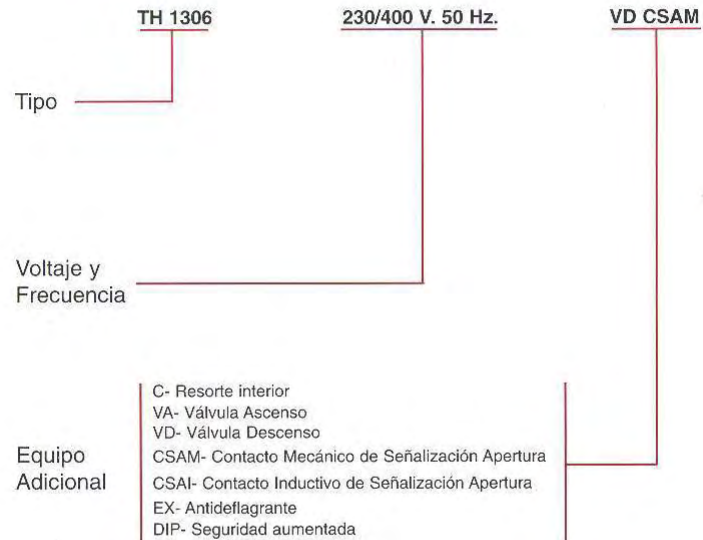 TH 1306 230/400 V. 50 Hz. VD CSAM
Tipo
Voltaje y
Frecuencia
Equipo
Adicional
C- Resorte interior
VA- Válvula Ascenso
VD- Válvula Descenso
CSAM- Contacto Mecánico de Señalización Apertura
CSAI- Contacto Inductivo de Señalización Apertura
EX- Antideflagrante
DIP- Seguridad aumentada